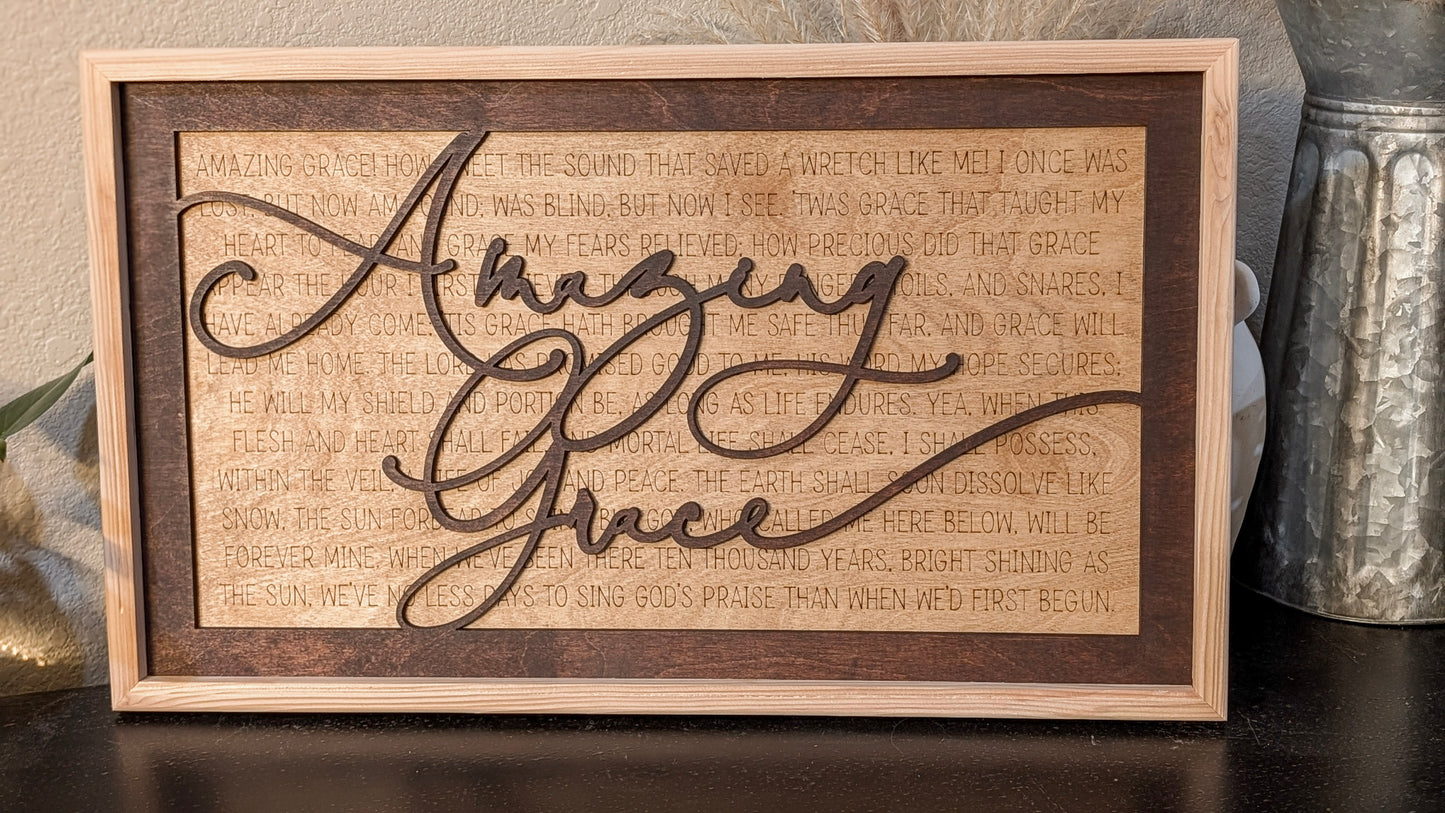 Amazing
Grace
AMAZING GRACE! HOW SWEET THE SOUND THAT SAVED A WRETCH LIKE ME! I ONCE WAS
LOST, BUT NOW AM FOUND; WAS BLIND, BUT NOW I SEE. TWAS GRACE THAT TAUGHT MY
HEART TO FEAR, AND GRACE MY FEARS RELIEVED; HOW PRECIOUS DID THAT GRACE
APPEAR THE HOUR I FIRST BELIEVED. THROUGH MANY DANGERS, TOILS, AND SNARES, I
HAVE ALREADY COME; 'TIS GRACE HATH BROUGHT ME SAFE THUS FAR, AND GRACE WILL
LEAD ME HOME. THE LORD HAS PROMISED GOOD TO ME, HIS WORD MY HOPE SECURES;
HE WILL MY SHIELD AND PORTION BE, AS LONG AS LIFE ENDURES. YEA, WHEN THIS
FLESH AND HEART SHALL FAIL, AND MORTAL LIFE SHALL CEASE, I SHALL POSSESS,
WITHIN THE VEIL, A LIFE OF JOY AND PEACE. THE EARTH SHALL SOON DISSOLVE LIKE
SNOW, THE SUN FORBEAR TO SHINE; BUT GOD, WHO CALLED ME HERE BELOW, WILL BE
FOREVER MINE. WHEN WE'VE BEEN THERE TEN THOUSAND YEARS, BRIGHT SHINING AS
THE SUN, WE'VE NO LESS DAYS TO SING GOD'S PRAISE THAN WHEN WE'D FIRST BEGUN.